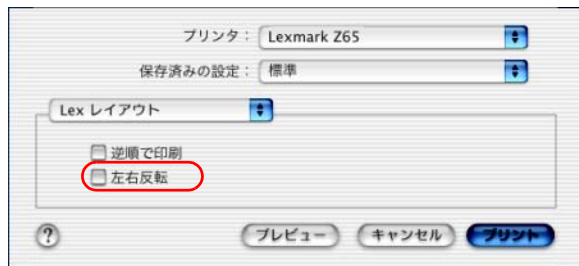 プリンタ： Lexmark Z65
保存済みの設定： 標準
Lex レイアウト
逆順で印刷
左右反転
? プレビュー キャンセル プリント